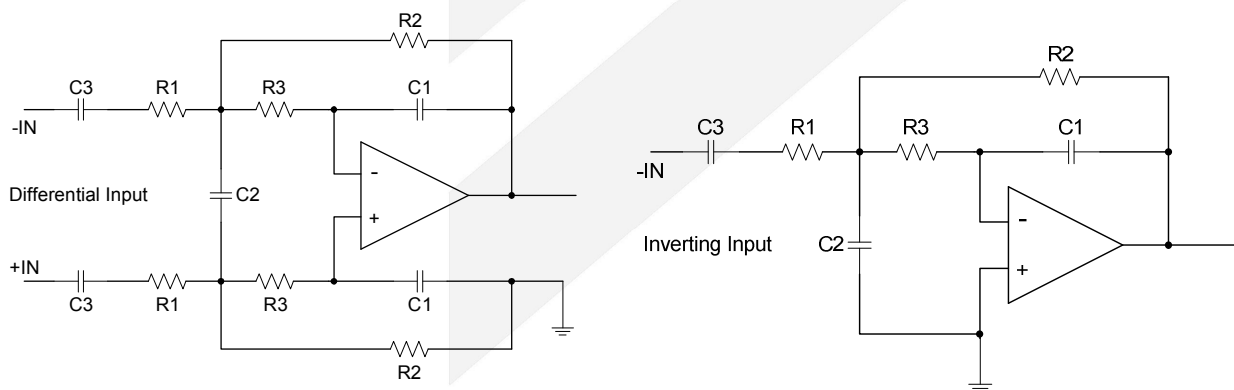 R2
C3
R1
R3
C1
-IN
-
Differential Input
C2
+
+IN
C3
R1
R3
C1
R2
R2
C3
R1
R3
C1
-IN
-
Inverting Input
C2
+